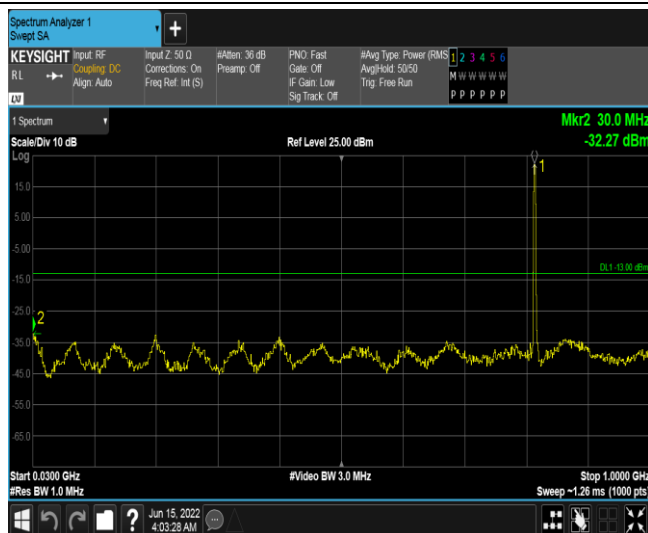 Spectrum Analyzer 1
Swept SA
+
KEYSIGHT
RL
LXI
Input: RF
Coupling: DC
Align: Auto
Input Z: 50 Ω
Corrections: On
Freq Ref: Int (S)
#Atten: 36 dB
Preamp: Off
PNO: Fast
Gate: Off
IF Gain: Low
Sig Track: Off
#Avg Type: Power (RMS
Avg|Hold: 50/50
Trig: Free Run
1 2 3 4 5 6
M W W W W W
P P P P P P
1 Spectrum
Mkr2 30.0 MHz
-32.27 dBm
Scale/Div 10 dB
Ref Level 25.00 dBm
Log
1
15.0
5.00
-5.00
DL1 -13.00 dBm
-15.0
-25.0
2
-35.0
-45.0
-55.0
-65.0
Start 0.0300 GHz
#Video BW 3.0 MHz
Stop 1.0000 GHz
#Res BW 1.0 MHz
Sweep ~1.26 ms (1000 pts)
?
Jun 15, 2022
4:03:28 AM